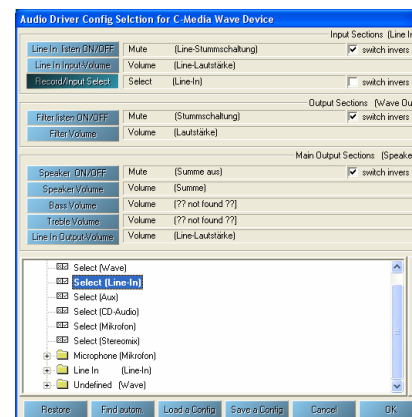 Audio Driver Config Selction for C-Media Wave Device
Input Sections (Line In
Line In listen ON/OFF Mute (Line-Stummschaltung) switch invers
Line In Input-Volume Volume (Line-Lautstärke)
Record/Input Select Select (Line-In) switch invers
Output Sections (Wave Ou
Filter listen ON/OFF Mute (Stummschaltung) switch invers
Filter Volume Volume (Lautstärke)
Main Output Sections (Speake
Speaker ON/OFF Mute (Summe aus) switch invers
Speaker Volume Volume (Summe)
Bass Volume Volume (?? not found ??)
Treble Volume Volume (?? not found ??)
Line In Output-Volume Volume (Line-Lautstärke)
Select (Wave)
Select (Line-In)
Select (Aux)
Select (CD-Audio)
Select (Mikrofon)
Select (Stereomix)
Microphone (Mikrofon)
Line In (Line-In)
Undefined (Wave)
Restore Find autom. Load a Config Save a Config Cancel OK